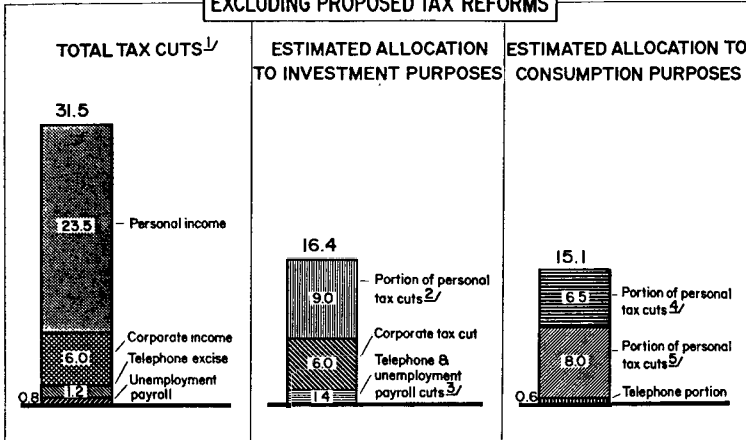 EXCLUDING PROPOSED TAX REFORMS
TOTAL TAX CUTS 1/
31.5
23.5
Personal income
6.0
Corporate income
Telephone excise
1.2
Unemployment
payroll
0.8
ESTIMATED ALLOCATION
TO INVESTMENT PURPOSES
16.4
9.0
Portion of personal
tax cuts 2/
6.0
Corporate tax cut
Telephone &
unemployment
payroll cuts 3/
1.4
ESTIMATED ALLOCATION TO
CONSUMPTION PURPOSES
15.1
6.5
Portion of personal
tax cuts 4/
8.0
Portion of personal
tax cuts 5/
0.6
Telephone portion